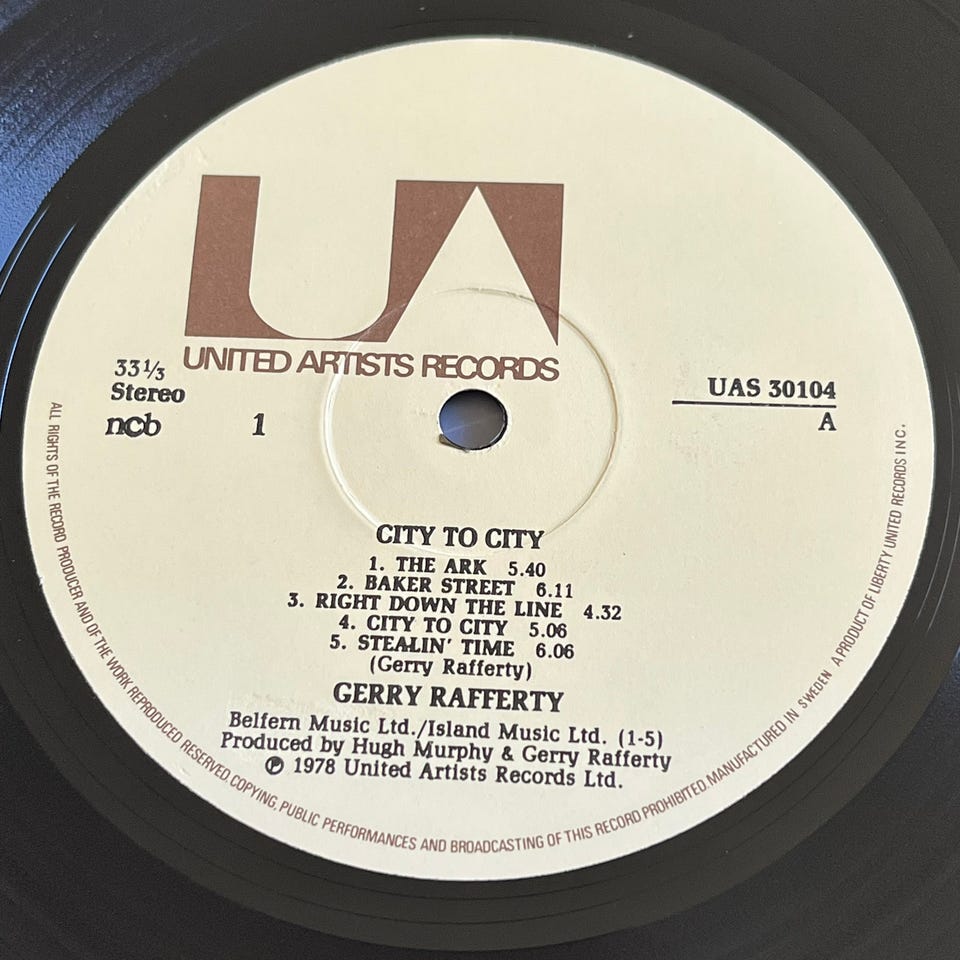 UA
UNITED ARTISTS RECORDS
33⅓
Stereo
ncb
1
UAS 30104
A
CITY TO CITY
1. THE ARK 5.40
2. BAKER STREET 6.11
3. RIGHT DOWN THE LINE 4.32
4. CITY TO CITY 5.06
5. STEALIN' TIME 6.06
(Gerry Rafferty)
GERRY RAFFERTY
Belfern Music Ltd./Island Music Ltd. (1-5)
Produced by Hugh Murphy & Gerry Rafferty
℗ 1978 United Artists Records Ltd.
ALL RIGHTS OF THE RECORD PRODUCER AND OF THE WORK REPRODUCED RESERVED. COPYING, PUBLIC PERFORMANCES AND BROADCASTING OF THIS RECORD PROHIBITED. MANUFACTURED IN SWEDEN A PRODUCT OF LIBERTY UNITED RECORDS INC.